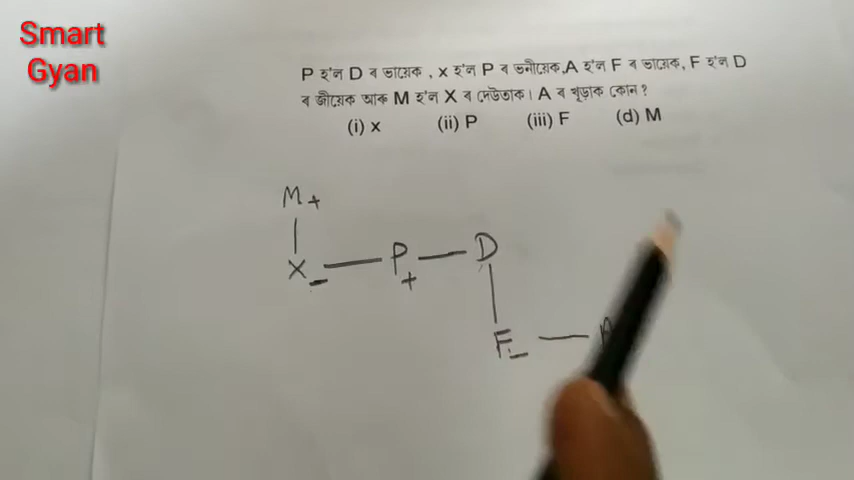 Smart
Gyan
P হ'ল D ৰ ভায়েক , x হ'ল P ৰ ভনীয়েক,A হ'ল F ৰ ভায়েক, F হ'ল D
ৰ জীয়েক আৰু M হ'ল X ৰ দেউতাক। A ৰ খুড়াক কোন ?
(i) x (ii) P (iii) F (d) M
M +
X - — P + — D
F - — A